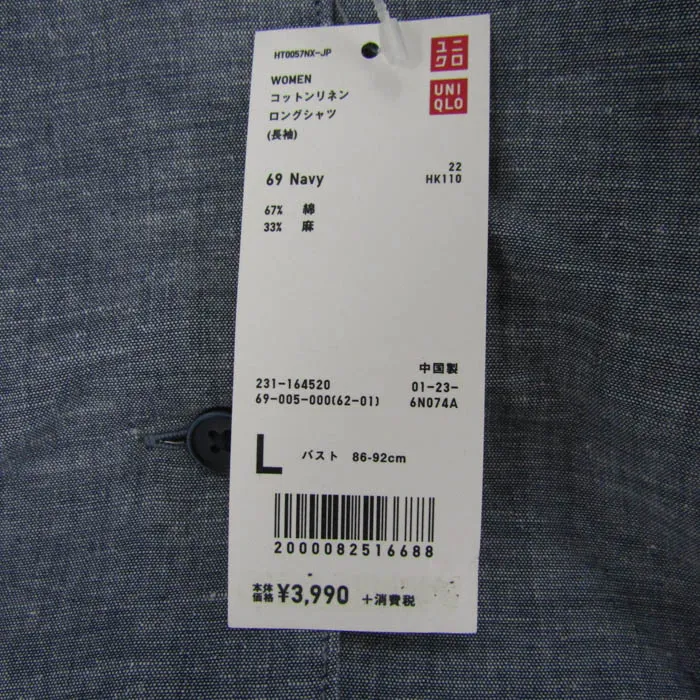 HT0057NX-JP
ユニ
クロ
UNI
QLO
WOMEN
コットンリネン
ロングシャツ
(長袖)
69 Navy
22
HK110
67% 綿
33% 麻
中国製
231-164520 01-23-
69-005-000(62-01) 6N074A
L バスト 86-92cm
2000082516688
本体価格 ¥3,990 +消費税